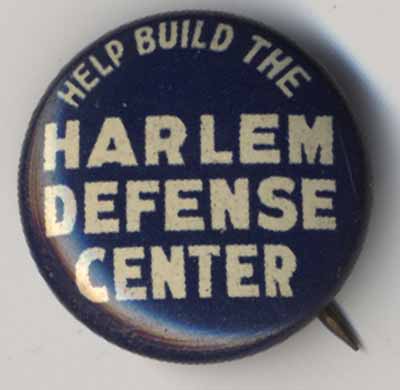 HELP BUILD THE
HARLEM
DEFENSE
CENTER